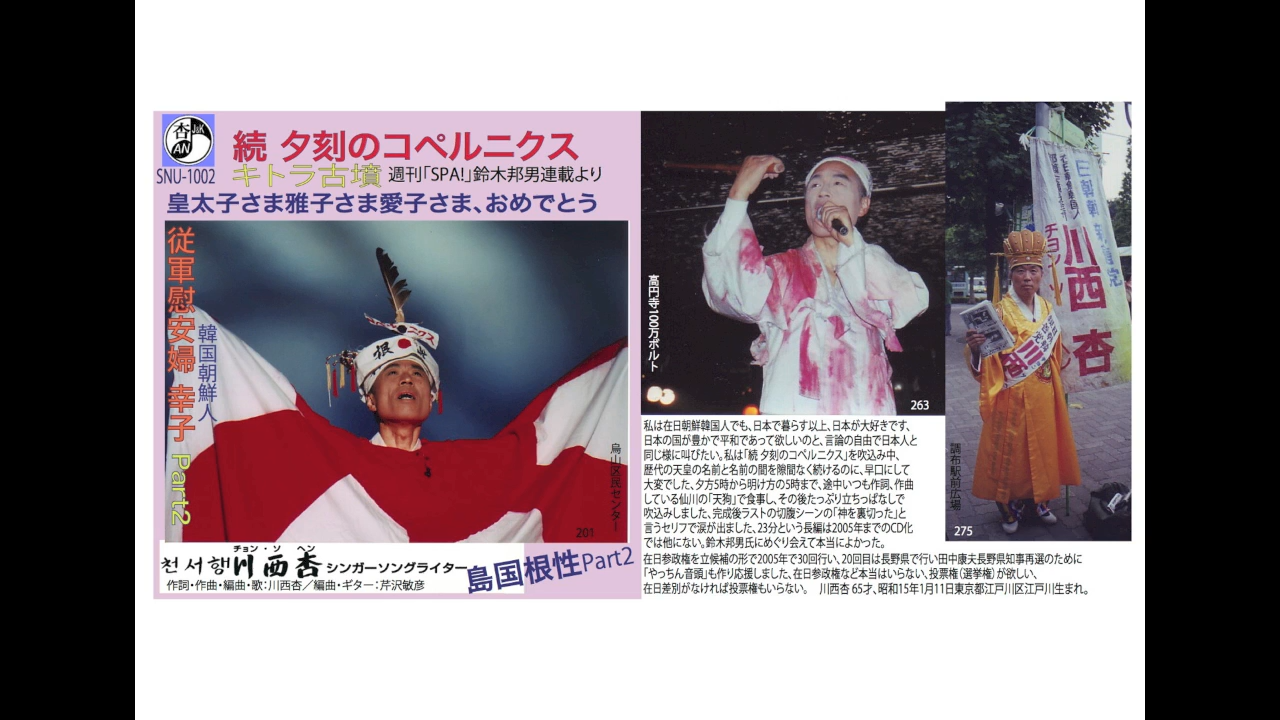 杏
J&K
AN
SNU-1002
続 夕刻のコペルニクス
キトラ古墳 週刊「SPA!」鈴木邦男連載より
皇太子さま雅子さま愛子さま、おめでとう
従軍慰安婦 幸子 Part2
韓国朝鮮人
根
烏山区民センター
201
チョン・ソ ヘン
천서행 川西杏 シンガーソングライター
作詞・作曲・編曲・歌:川西杏/編曲・ギター:芹沢敏彦
島国根性Part2
高円寺100万ボルト
263
川西 杏
チョン
調布駅前広場
275
私は在日朝鮮韓国人でも、日本で暮らす以上、日本が大好きです、
日本の国が豊かで平和であって欲しいのと、言論の自由で日本人と
同じ様に叫びたい。私は「続 夕刻のコペルニクス」を吹込み中、
歴代の天皇の名前と名前の間を隙間なく続けるのに、早口にして
大変でした、夕方5時から明け方の5時まで、途中いつも作詞、作曲
している仙川の「天狗」で食事し、その後たっぷり立ちっぱなしで
吹込みしました、完成後ラストの切腹シーンの「神を裏切った」と
言うセリフで涙が出ました、23分という長編は2005年までのCD化
では他にない。鈴木邦男氏にめぐり会えて本当によかった。
在日参政権を立候補の形で2005年で30回行い、20回目は長野県で行い田中康夫長野県知事再選のために
「やっちん音頭」も作り応援しました、在日参政権など本当はいらない、投票権(選挙権)が欲しい、
在日差別がなければ投票権もいらない。 川西杏 65才、昭和15年1月11日東京都江戸川区江戸川生まれ。